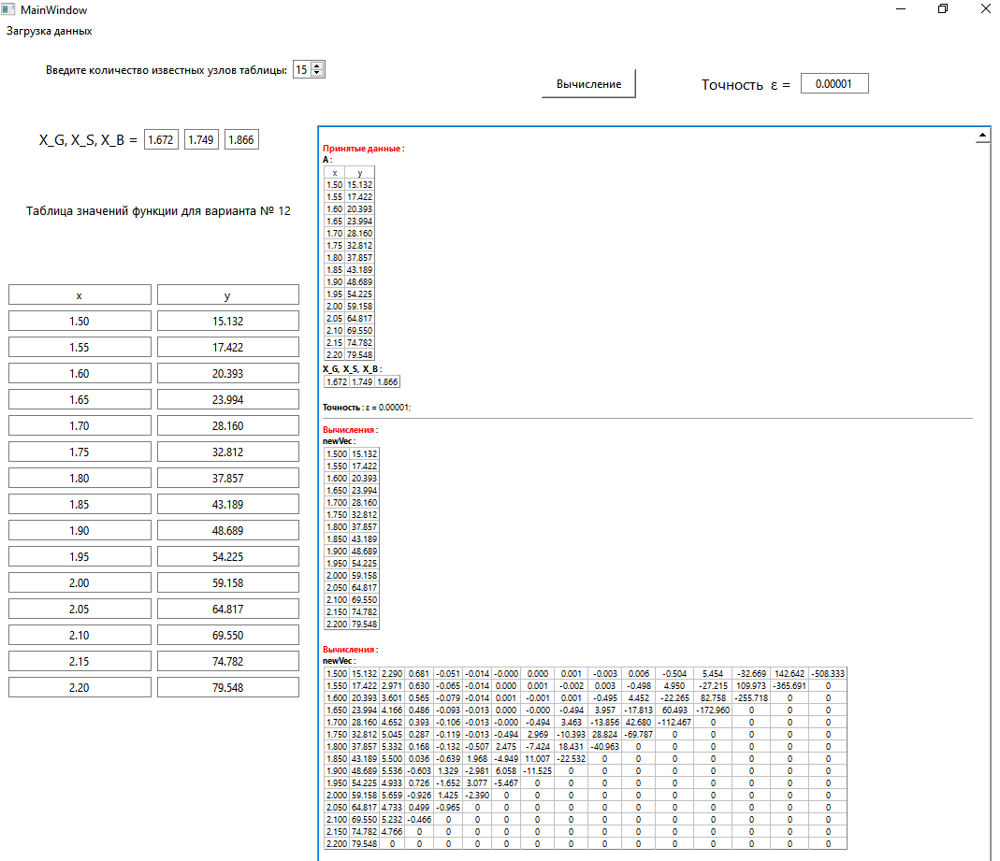 MainWindow
Загрузка данных
Введите количество известных узлов таблицы: 15
Вычисление
Точность ε = 0.00001
X_G, X_S, X_B = 1.672 1.749 1.866
Таблица значений функции для варианта № 12
x y
1.50 15.132
1.55 17.422
1.60 20.393
1.65 23.994
1.70 28.160
1.75 32.812
1.80 37.857
1.85 43.189
1.90 48.689
1.95 54.225
2.00 59.158
2.05 64.817
2.10 69.550
2.15 74.782
2.20 79.548
Принятые данные :
A :
x y
1.50 15.132
1.55 17.422
1.60 20.393
1.65 23.994
1.70 28.160
1.75 32.812
1.80 37.857
1.85 43.189
1.90 48.689
1.95 54.225
2.00 59.158
2.05 64.817
2.10 69.550
2.15 74.782
2.20 79.548
X_G, X_S, X_B :
1.672 1.749 1.866
Точность : ε = 0.00001;
Вычисления :
newVec :
1.500 15.132
1.550 17.422
1.600 20.393
1.650 23.994
1.700 28.160
1.750 32.812
1.800 37.857
1.850 43.189
1.900 48.689
1.950 54.225
2.000 59.158
2.050 64.817
2.100 69.550
2.150 74.782
2.200 79.548
Вычисления :
newVec :
1.500 15.132 2.290 0.681 -0.051 -0.014 -0.000 0.000 0.001 -0.003 0.006 -0.504 5.454 -32.669 142.642 -508.333
1.550 17.422 2.971 0.630 -0.065 -0.014 0.000 0.001 -0.002 0.003 -0.498 4.950 -27.215 109.973 -365.691 0
1.600 20.393 3.601 0.565 -0.079 -0.014 0.001 -0.001 0.001 -0.495 4.452 -22.265 82.758 -255.718 0 0
1.650 23.994 4.166 0.486 -0.093 -0.013 0.000 -0.000 -0.494 3.957 -17.813 60.493 -172.960 0 0 0
1.700 28.160 4.652 0.393 -0.106 -0.013 -0.000 -0.494 3.463 -13.856 42.680 -112.467 0 0 0 0
1.750 32.812 5.045 0.287 -0.119 -0.013 -0.494 2.969 -10.393 28.824 -69.787 0 0 0 0 0
1.800 37.857 5.332 0.168 -0.132 -0.507 2.475 -7.424 18.431 -40.963 0 0 0 0 0 0
1.850 43.189 5.500 0.036 -0.639 1.968 -4.949 11.007 -22.532 0 0 0 0 0 0 0
1.900 48.689 5.536 -0.603 1.329 -2.981 6.058 -11.525 0 0 0 0 0 0 0 0
1.950 54.225 4.933 0.726 -1.652 3.077 -5.467 0 0 0 0 0 0 0 0 0
2.000 59.158 5.659 -0.926 1.425 -2.390 0 0 0 0 0 0 0 0 0 0
2.050 64.817 4.733 0.499 -0.965 0 0 0 0 0 0 0 0 0 0 0
2.100 69.550 5.232 -0.466 0 0 0 0 0 0 0 0 0 0 0 0
2.150 74.782 4.766 0 0 0 0 0 0 0 0 0 0 0 0 0
2.200 79.548 0 0 0 0 0 0 0 0 0 0 0 0 0 0